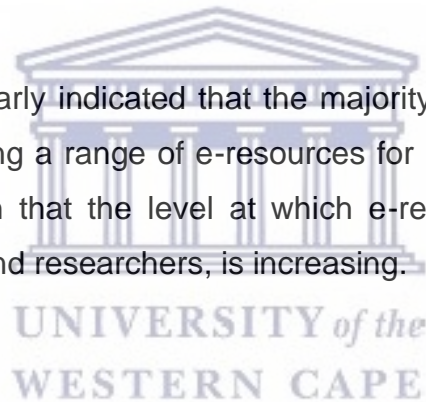 arly indicated that the majority
ng a range of e-resources for
n that the level at which e-re
nd researchers, is increasing.
UNIVERSITY of the
WESTERN CAPE